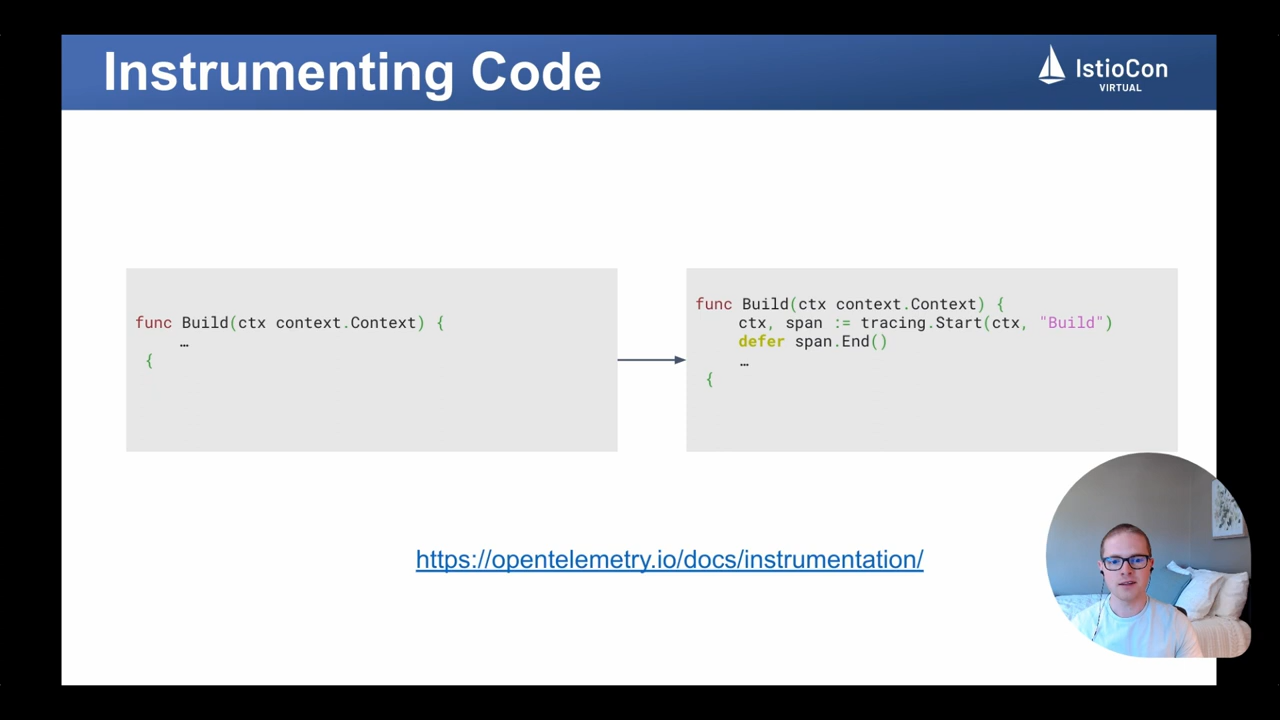 Instrumenting Code
IstioCon
VIRTUAL
func Build(ctx context.Context) {
…
{
func Build(ctx context.Context) {
ctx, span := tracing.Start(ctx, "Build")
defer span.End()
…
{
https://opentelemetry.io/docs/instrumentation/